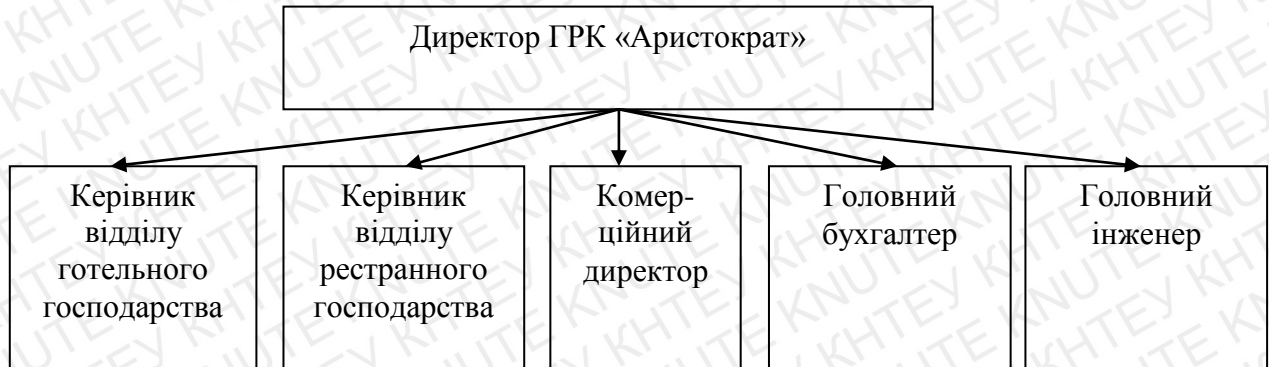 Директор ГРК «Аристократ»
Керівник
відділу
готельного
господарства
Керівник
відділу
рестранного
господарства
Комер-
ційний
директор
Головний
бухгалтер
Головний
інженер